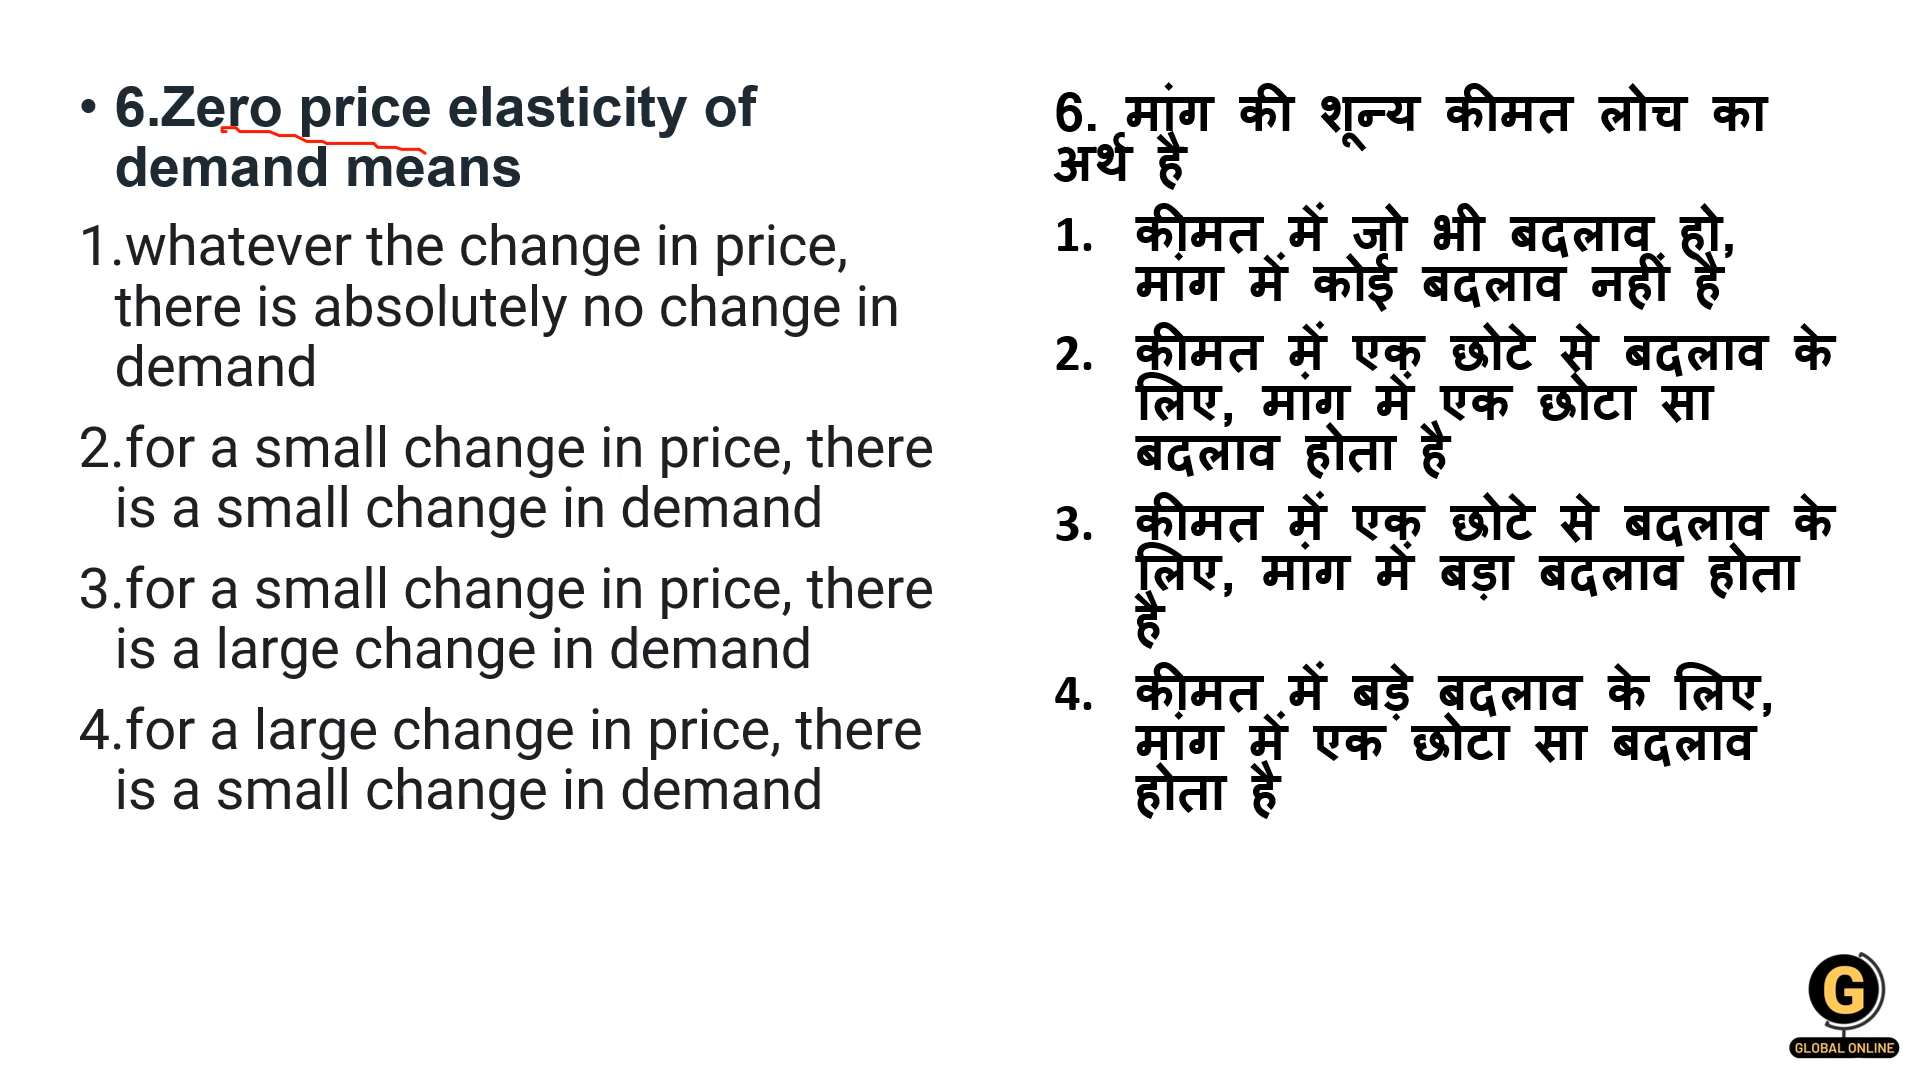 • 6.Zero price elasticity of
demand means
1.whatever the change in price,
there is absolutely no change in
demand
2.for a small change in price, there
is a small change in demand
3.for a small change in price, there
is a large change in demand
4.for a large change in price, there
is a small change in demand
6. मांग की शून्य कीमत लोच का
अर्थ है
1. कीमत में जो भी बदलाव हो,
मांग में कोई बदलाव नहीं है
2. कीमत में एक छोटे से बदलाव के
लिए, मांग में एक छोटा सा
बदलाव होता है
3. कीमत में एक छोटे से बदलाव के
लिए, मांग में बड़ा बदलाव होता
है
4. कीमत में बड़े बदलाव के लिए,
मांग में एक छोटा सा बदलाव
होता है
G
GLOBAL ONLINE